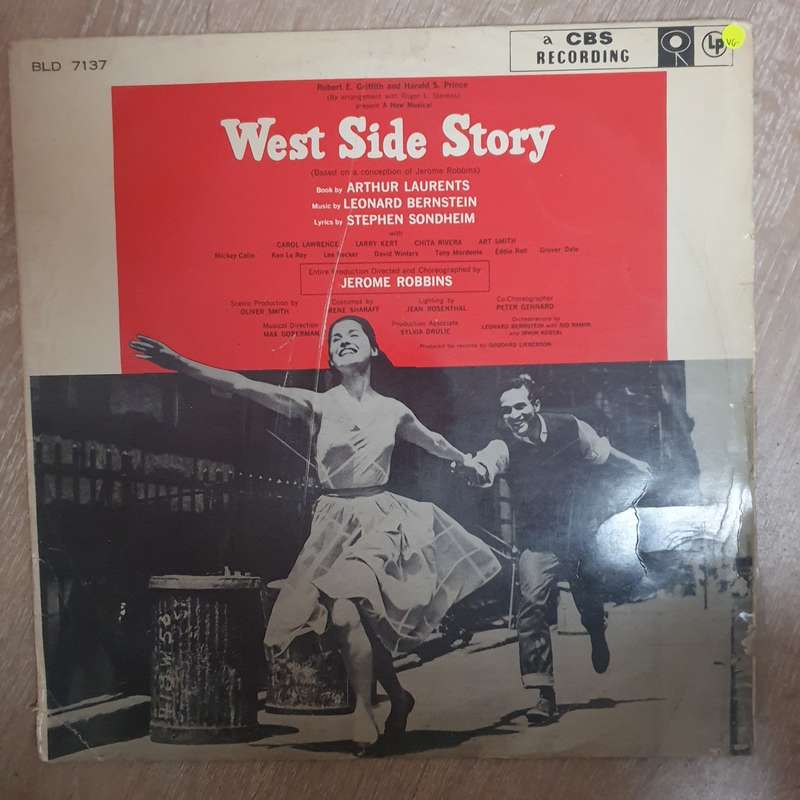 BLD 7137
a CBS
RECORDING
LP
VG-
Robert E. Griffith and Harold S. Prince
(By arrangement with Roger L. Stevens)
present A New Musical
West Side Story
(Based on a conception of Jerome Robbins)
Book by ARTHUR LAURENTS
Music by LEONARD BERNSTEIN
Lyrics by STEPHEN SONDHEIM
with
CAROL LAWRENCE LARRY KERT CHITA RIVERA ART SMITH
Mickey Calin Ken Le Roy Lee Becker David Winters Tony Mordente Eddie Roll Grover Dale
Entire Production Directed and Choreographed by
JEROME ROBBINS
Scenic Production by Costumes by Lighting by Co-Choreographer
OLIVER SMITH IRENE SHARAFF JEAN ROSENTHAL PETER GENNARO
Musical Direction Production Associate Orchestrations by
MAX GOBERMAN SYLVIA DRULIE LEONARD BERNSTEIN with SID RAMIN
and IRWIN KOSTAL
Produced for records by GODDARD LIEBERSON